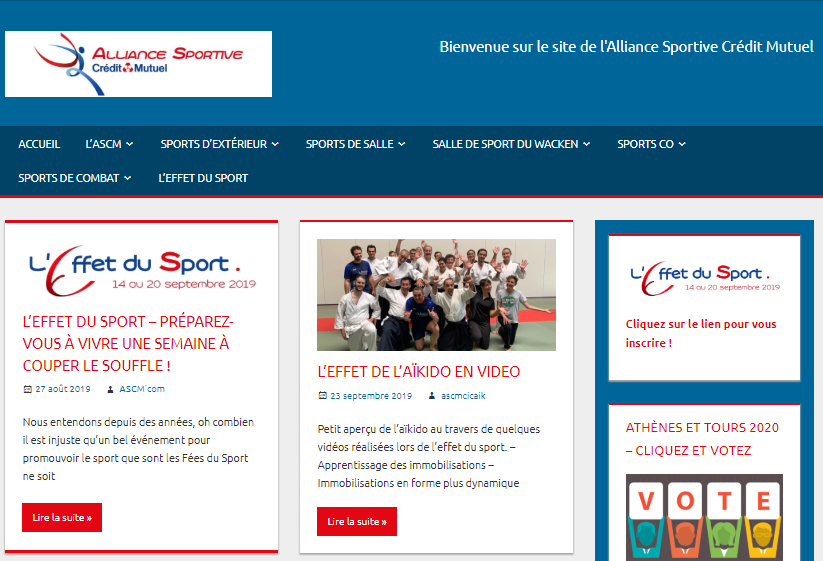 ALLIANCE SPORTIVE
Crédit Mutuel
Bienvenue sur le site de l'Alliance Sportive Crédit Mutuel
ACCUEIL L'ASCM SPORTS D'EXTÉRIEUR SPORTS DE SALLE SALLE DE SPORT DU WACKEN SPORTS CO
SPORTS DE COMBAT L'EFFET DU SPORT
L'Effet du Sport .
14 au 20 septembre 2019
L'EFFET DU SPORT – PRÉPAREZ-
VOUS À VIVRE UNE SEMAINE À
COUPER LE SOUFFLE !
27 août 2019 ASCM'com
Nous entendons depuis des années, oh combien
il est injuste qu'un bel événement pour
promouvoir le sport que sont les Fées du Sport
ne soit
Lire la suite »
L'EFFET DE L'AÏKIDO EN VIDEO
23 septembre 2019 ascmcicaik
Petit aperçu de l'aïkido au travers de quelques
vidéos réalisées lors de l'effet du sport. –
Apprentissage des immobilisations –
Immobilisations en forme plus dynamique
Lire la suite »
L'Effet du Sport .
14 au 20 septembre 2019
Cliquez sur le lien pour vous
inscrire !
ATHÈNES ET TOURS 2020
– CLIQUEZ ET VOTEZ
VOTE